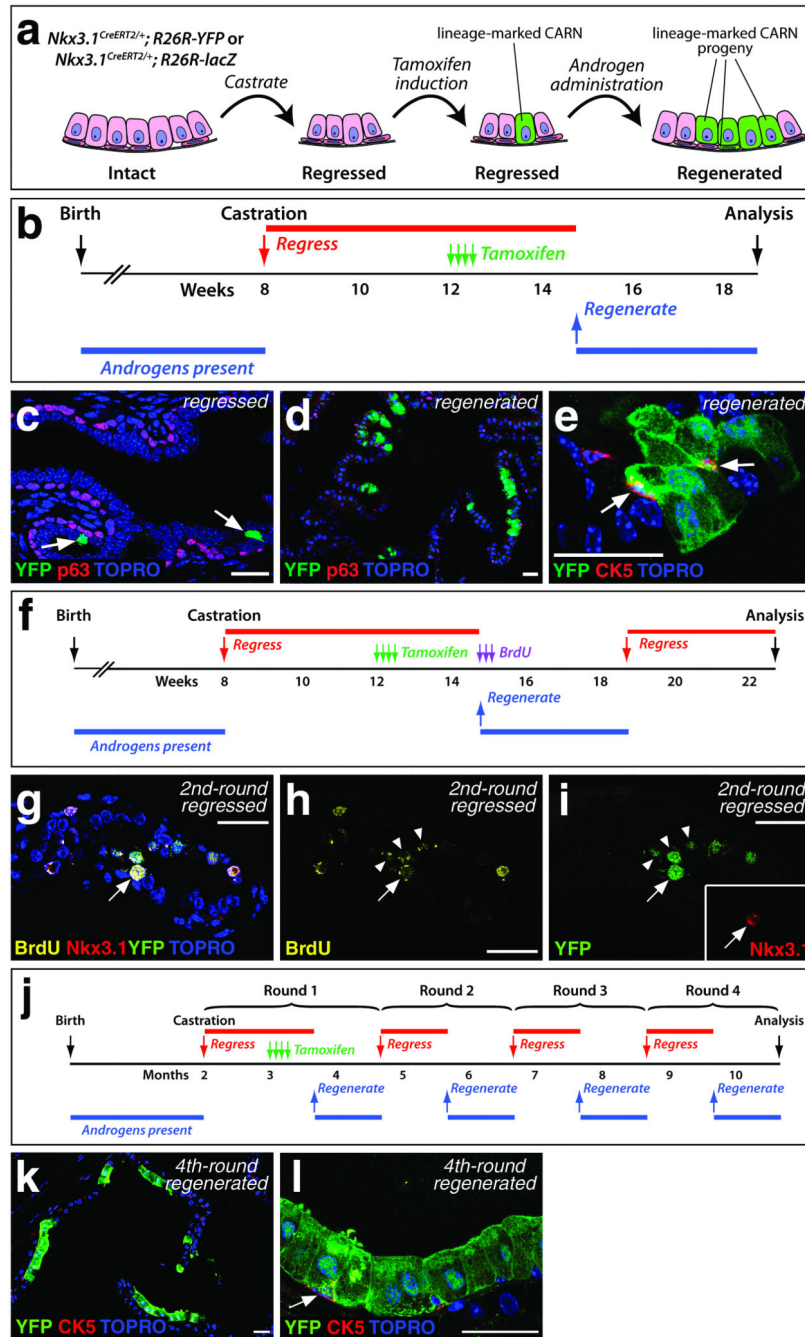 a
Nkx3.1CreERT2/+; R26R-YFP or
Nkx3.1CreERT2/+; R26R-lacZ
Castrate
Tamoxifen
induction
lineage-marked CARN
Androgen
administration
lineage-marked CARN
progeny
Intact
Regressed
Regressed
Regenerated
b
Birth
Castration
Analysis
Regress
Tamoxifen
Weeks 8 10 12 14 16 18
Regenerate
Androgens present
c
regressed
YFP p63 TOPRO
d
regenerated
YFP p63 TOPRO
e
regenerated
YFP CK5 TOPRO
f
Birth
Castration
Analysis
Regress
Tamoxifen
BrdU
Regress
Weeks 8 10 12 14 16 18 20 22
Regenerate
Androgens present
g
2nd-round
regressed
BrdU Nkx3.1 YFP TOPRO
h
2nd-round
regressed
BrdU
i
2nd-round
regressed
YFP
Nkx3.1
j
Round 1 Round 2 Round 3 Round 4
Birth
Castration
Analysis
Regress
Tamoxifen
Regress
Regress
Regress
Months 2 3 4 5 6 7 8 9 10
Regenerate
Regenerate
Regenerate
Regenerate
Androgens present
k
4th-round
regenerated
YFP CK5 TOPRO
l
4th-round
regenerated
YFP CK5 TOPRO